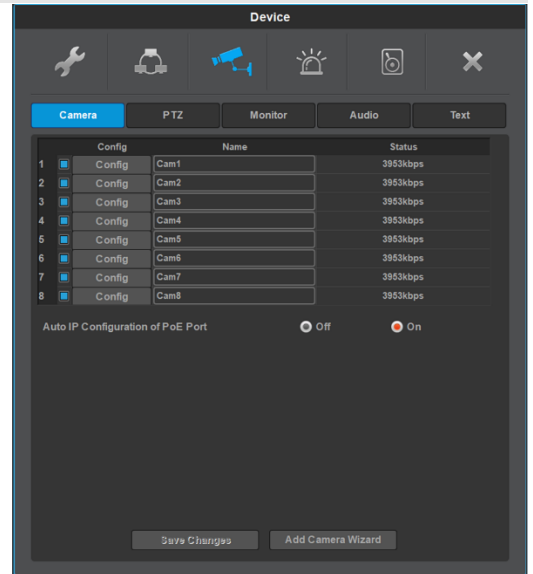 Device
Camera PTZ Monitor Audio Text
Config Name Status
1 Config Cam1 3953kbps
2 Config Cam2 3953kbps
3 Config Cam3 3953kbps
4 Config Cam4 3953kbps
5 Config Cam5 3953kbps
6 Config Cam6 3953kbps
7 Config Cam7 3953kbps
8 Config Cam8 3953kbps
Auto IP Configuration of PoE Port Off On
Save Changes Add Camera Wizard